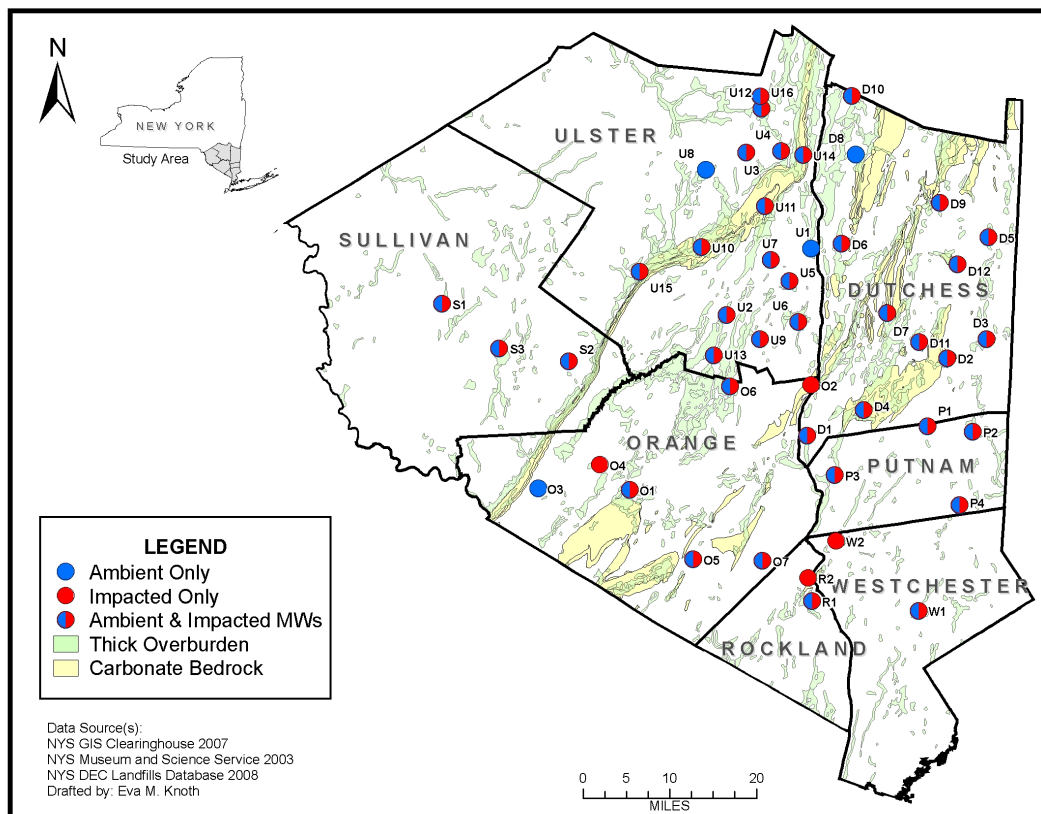 N
NEW YORK
Study Area
ULSTER
SULLIVAN
DUTCHESS
ORANGE
PUTNAM
WESTCHESTER
ROCKLAND
U12
U16
D10
U4
D8
U8
U3
U14
U11
D9
U10
U7
U1
D6
D5
U15
U5
D12
S1
U2
U6
D7
D3
S3
S2
U9
D11
D2
U13
O6
O2
D4
P1
D1
P2
O4
O3
O1
P3
P4
O5
O7
W2
R2
R1
W1
LEGEND
Ambient Only
Impacted Only
Ambient & Impacted MWs
Thick Overburden
Carbonate Bedrock
Data Source(s):
NYS GIS Clearinghouse 2007
NYS Museum and Science Service 2003
NYS DEC Landfills Database 2008
Drafted by: Eva M. Knoth
0 5 10 20
MILES